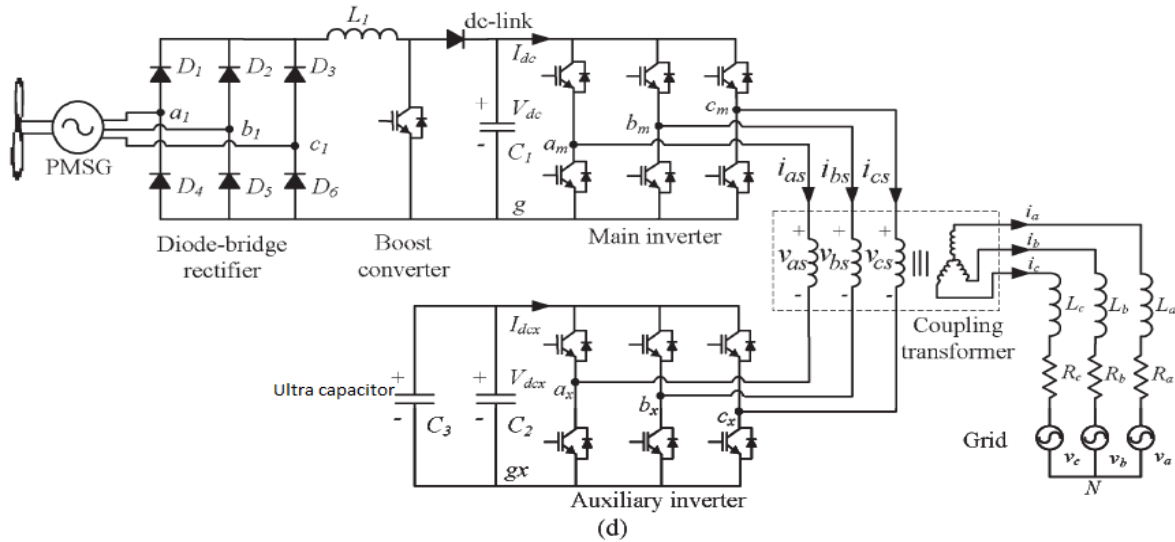 L1
dc-link
D1
D2
D3
Idc
a1
b1
c1
PMSG
+
Vdc
-
C1
am
bm
cm
D4
D5
D6
g
ias
ibs
ics
Diode-bridge
rectifier
Boost
converter
Main inverter
+
+
+
vas
vbs
vcs
-
-
-
ia
ib
ic
Coupling
transformer
Lc
Lb
La
Rc
Rb
Ra
Grid
vc
vb
va
N
Idcx
Ultra capacitor
+
-
C3
+
Vdcx
-
C2
ax
bx
cx
gx
Auxiliary inverter
(d)